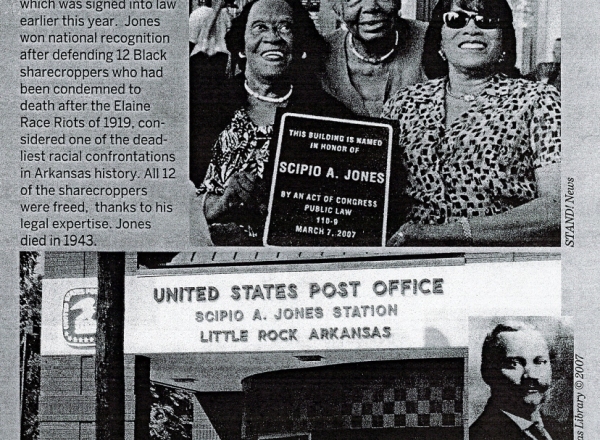 which was signed into law
earlier this year. Jones
won national recognition
after defending 12 Black
sharecroppers who had
been condemned to
death after the Elaine
Race Riots of 1919, con-
sidered one of the dead-
liest racial confrontations
in Arkansas history. All 12
of the sharecroppers
were freed, thanks to his
legal expertise. Jones
died in 1943.
THIS BUILDING IS NAMED
IN HONOR OF
SCIPIO A. JONES
BY AN ACT OF CONGRESS
PUBLIC LAW
110-9
MARCH 7, 2007
STAND! News
UNITED STATES POST OFFICE
SCIPIO A. JONES STATION
LITTLE ROCK ARKANSAS
Library © 2007